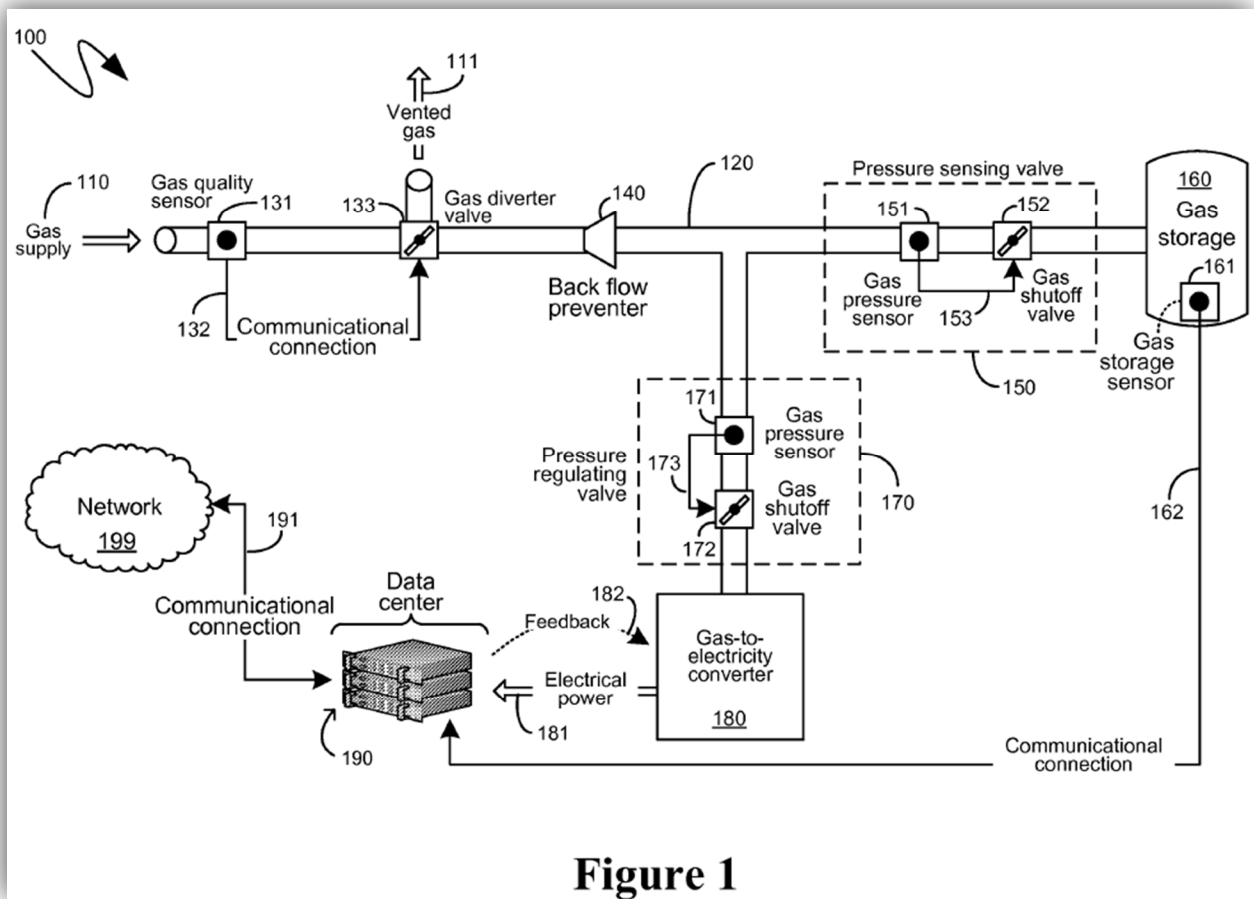 100
111
Vented
gas
110
Gas
supply
Gas quality
sensor
131
133
Gas diverter
valve
140
120
Pressure sensing valve
151
152
160
Gas
storage
161
Back flow
preventer
Gas
pressure
sensor
153
Gas
shutoff
valve
Gas
storage
sensor
132
Communicational
connection
150
171
Gas
pressure
sensor
Pressure
regulating
valve
173
170
Gas
shutoff
valve
172
162
Network
199
191
Communicational
connection
Data
center
Feedback
182
Gas-to-
electricity
converter
180
Electrical
power
181
190
Communicational
connection
Figure 1